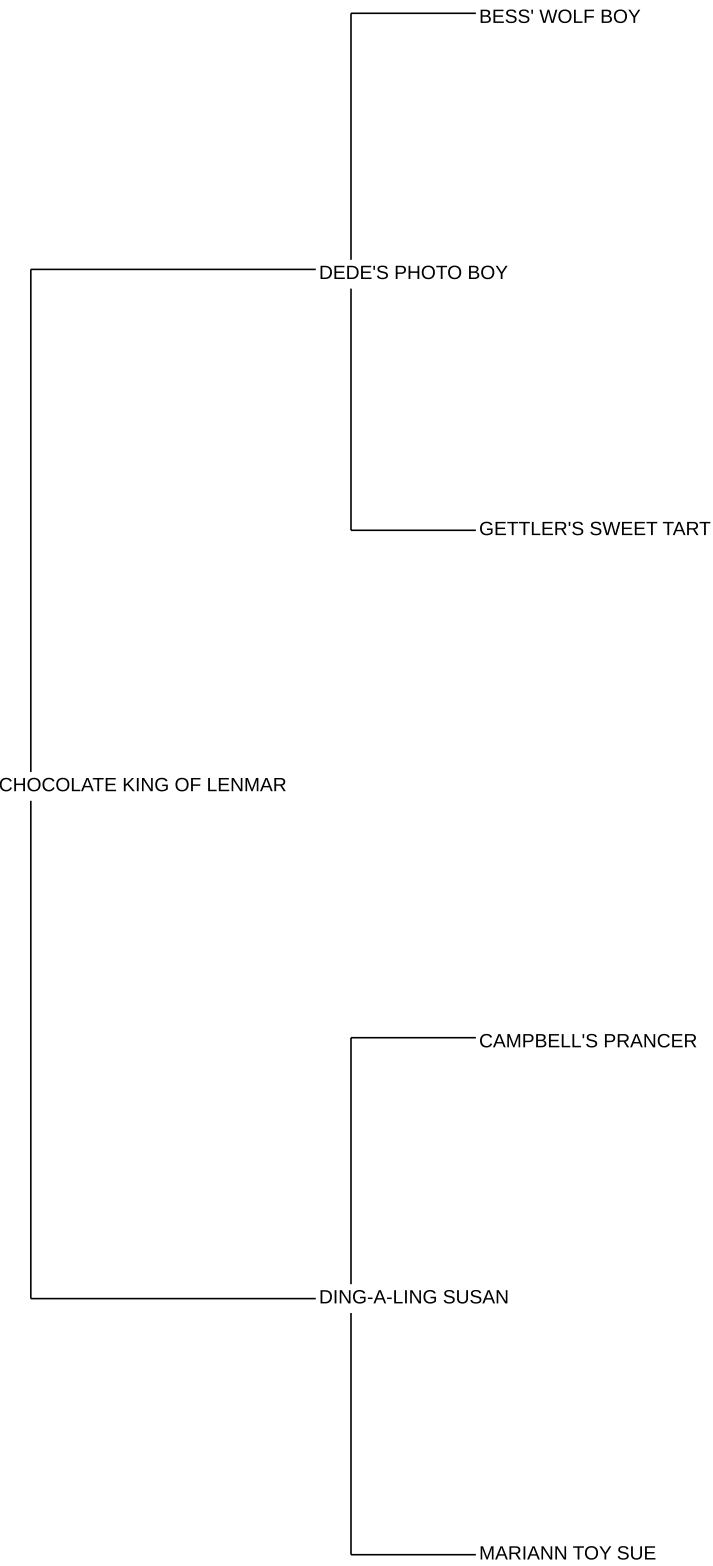 BESS' WOLF BOY
DEDE'S PHOTO BOY
GETTLER'S SWEET TART
CHOCOLATE KING OF LENMAR
CAMPBELL'S PRANCER
DING-A-LING SUSAN
MARIANN TOY SUE